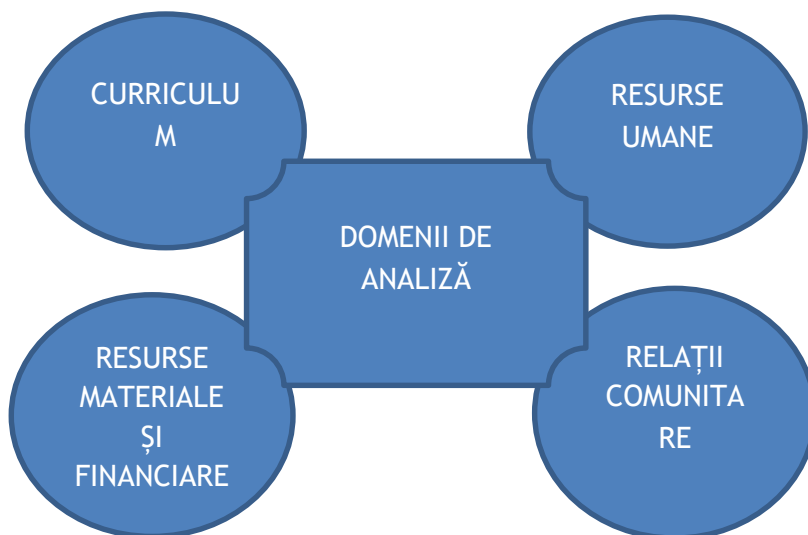 CURRICULU
M
RESURSE
UMANE
DOMENII DE
ANALIZĂ
RESURSE
MATERIALE
ȘI
FINANCIARE
RELAȚII
COMUNITA
RE